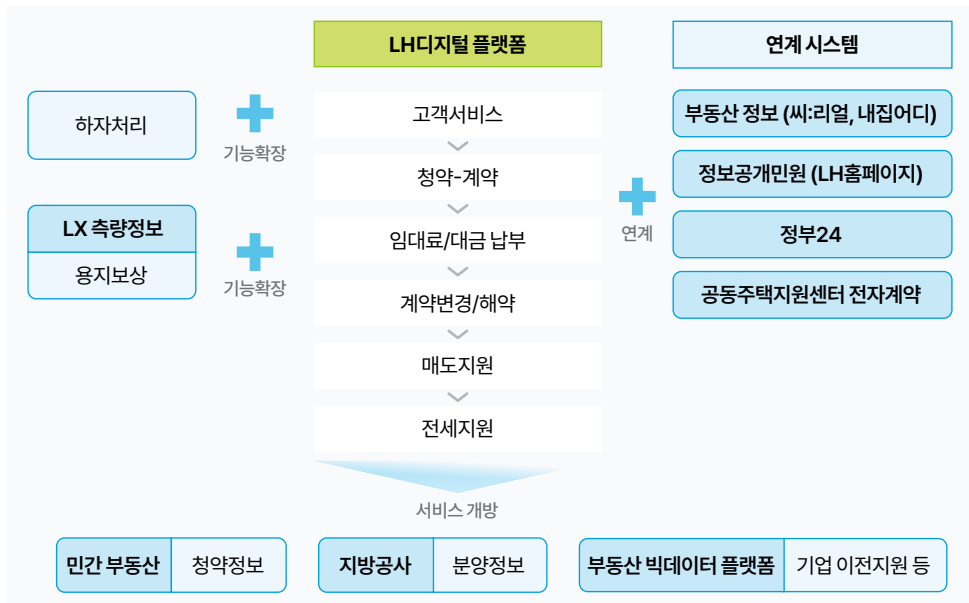 LH디지털 플랫폼
연계 시스템
하자처리
기능확장
LX 측량정보
용지보상
기능확장
고객서비스
청약-계약
임대료/대금 납부
계약변경/해약
매도지원
전세지원
연계
부동산 정보 (씨:리얼, 내집어디)
정보공개민원 (LH홈페이지)
정부24
공동주택지원센터 전자계약
서비스 개방
민간 부동산 청약정보
지방공사 분양정보
부동산 빅데이터 플랫폼 기업 이전지원 등